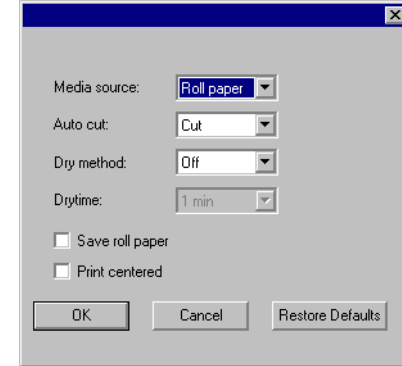 Media source: Roll paper
Auto cut: Cut
Dry method: Off
Drytime: 1 min
Save roll paper
Print centered
OK Cancel Restore Defaults